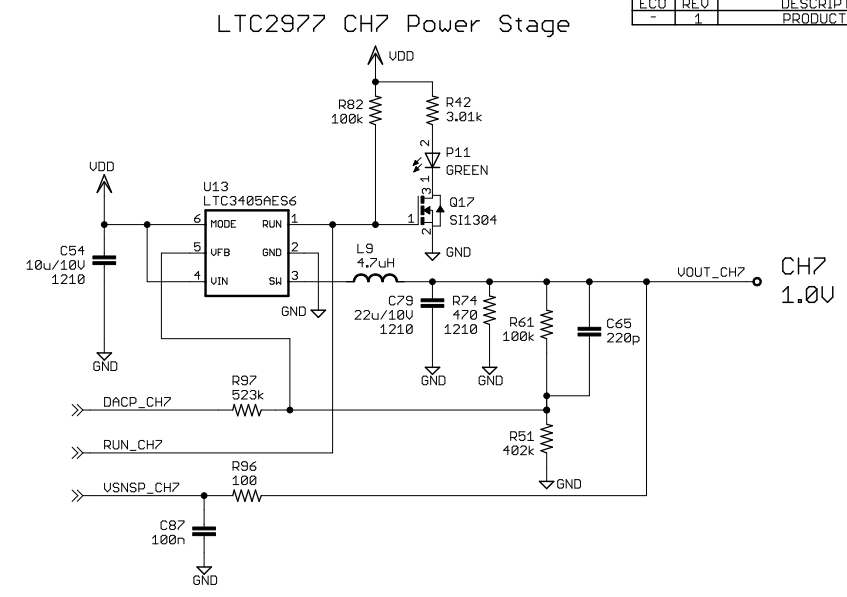 LTC2977 CH7 Power Stage
ECO REV DESCRIPT
- 1 PRODUCT
VDD
R82
100k
R42
3.01k
2
P11
GREEN
1
3
Q17
SI1304
1
2
GND
VDD
U13
LTC3405AES6
6 MODE RUN 1
5 VFB GND 2
4 VIN SW 3
C54
10u/10V
1210
GND
GND
L9
4.7uH
VOUT_CH7
CH7
1.0V
C79
22u/10V
1210
GND
R74
470
1210
GND
R61
100k
C65
220p
DACP_CH7
R97
523k
R51
402k
GND
RUN_CH7
VSNSP_CH7
R96
100
C87
100n
GND